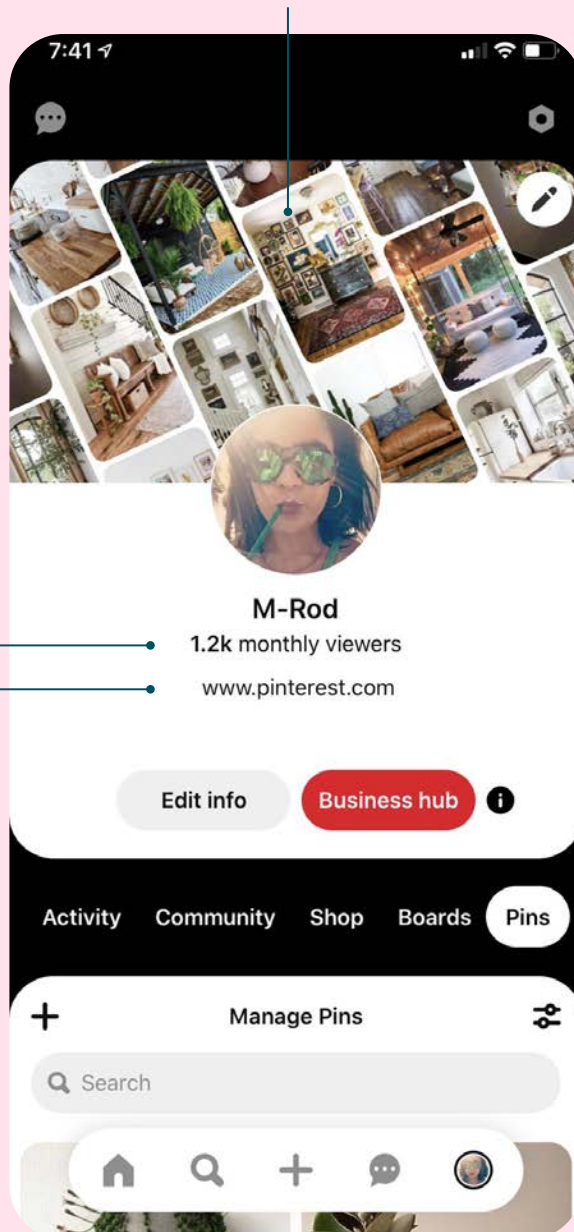 7:41
M-Rod
1.2k monthly viewers
www.pinterest.com
Edit info Business hub
Activity Community Shop Boards Pins
Manage Pins
Search